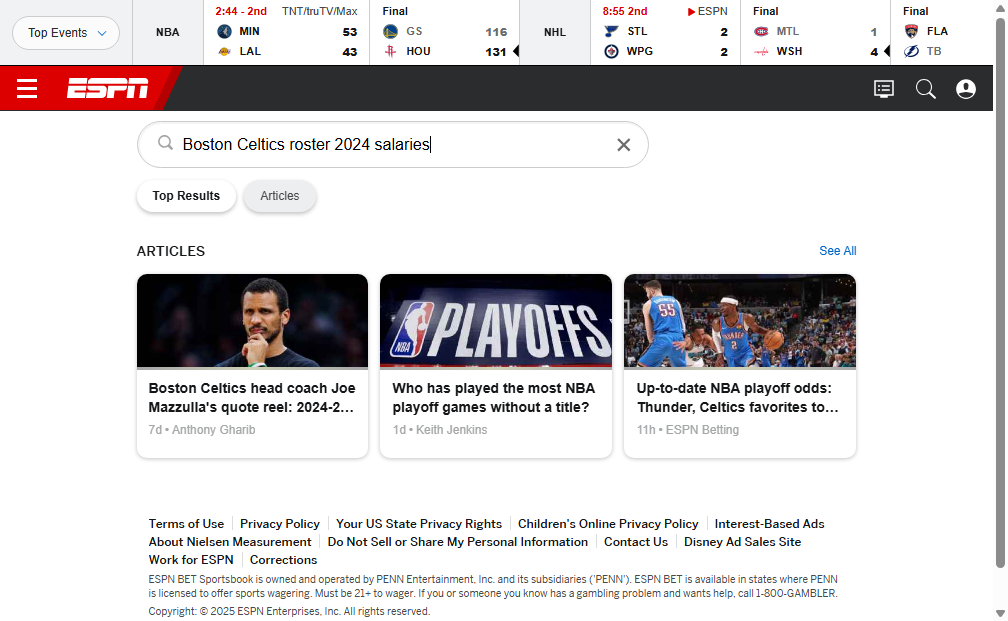 Top Events
NBA
2:44 - 2nd TNT/truTV/Max
MIN 53
LAL 43
Final
GS 116
HOU 131
NHL
8:55 2nd ESPN
STL 2
WPG 2
Final
MTL 1
WSH 4
Final
FLA
TB
ESPN
Boston Celtics roster 2024 salaries
Top Results
Articles
ARTICLES
See All
55
THUNDER
2
NBA
PLAYOFFS
Boston Celtics head coach Joe
Mazzulla's quote reel: 2024-2...
7d • Anthony Gharib
Who has played the most NBA
playoff games without a title?
1d • Keith Jenkins
Up-to-date NBA playoff odds:
Thunder, Celtics favorites to...
11h • ESPN Betting
Terms of Use Privacy Policy Your US State Privacy Rights Children's Online Privacy Policy Interest-Based Ads
About Nielsen Measurement Do Not Sell or Share My Personal Information Contact Us Disney Ad Sales Site
Work for ESPN Corrections
ESPN BET Sportsbook is owned and operated by PENN Entertainment, Inc. and its subsidiaries ('PENN'). ESPN BET is available in states where PENN
is licensed to offer sports wagering. Must be 21+ to wager. If you or someone you know has a gambling problem and wants help, call 1-800-GAMBLER.
Copyright: © 2025 ESPN Enterprises, Inc. All rights reserved.